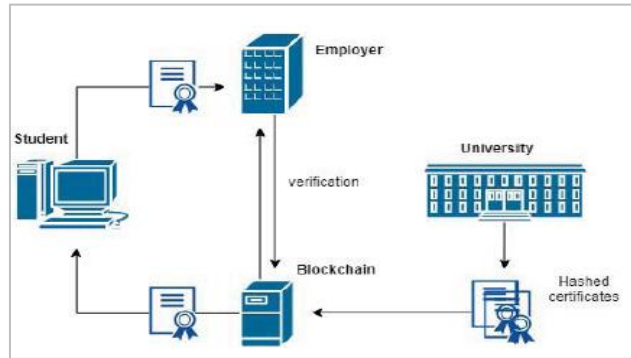 Employer
Student
University
verification
Blockchain
Hashed
certificates